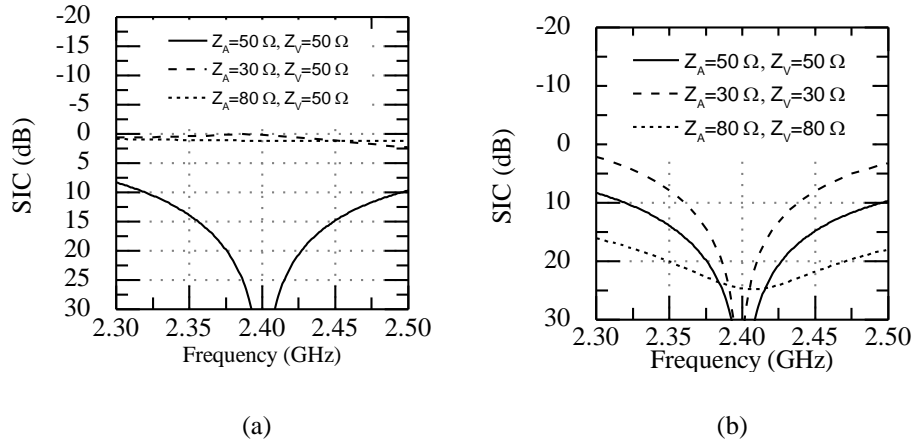 -20
-15
-10
-5
0
5
10
15
20
25
30
SIC (dB)
Z_A=50 Ω, Z_V=50 Ω
Z_A=30 Ω, Z_V=50 Ω
Z_A=80 Ω, Z_V=50 Ω
2.30 2.35 2.40 2.45 2.50
Frequency (GHz)
(a)
-20
-10
0
10
20
30
SIC (dB)
Z_A=50 Ω, Z_V=50 Ω
Z_A=30 Ω, Z_V=30 Ω
Z_A=80 Ω, Z_V=80 Ω
2.30 2.35 2.40 2.45 2.50
Frequency (GHz)
(b)